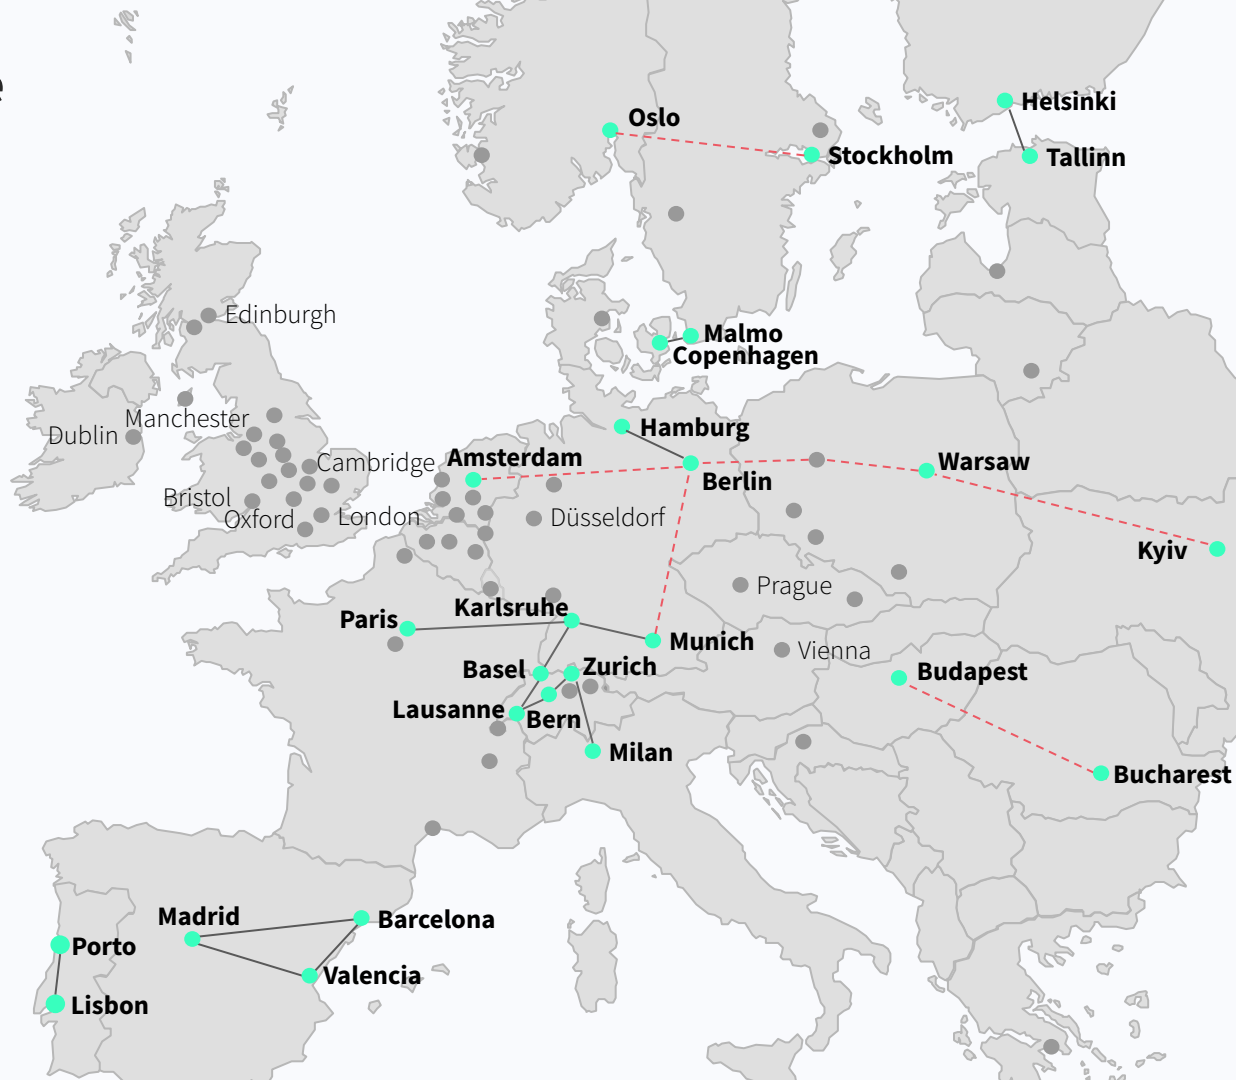 e
Helsinki
Oslo
Stockholm
Tallinn
Edinburgh
Malmo
Copenhagen
Manchester
Dublin
Hamburg
Amsterdam
Cambridge
Warsaw
Berlin
Bristol
Oxford
London
Düsseldorf
Kyiv
Prague
Karlsruhe
Paris
Munich
Vienna
Basel
Zurich
Budapest
Lausanne
Bern
Milan
Bucharest
Madrid
Barcelona
Porto
Valencia
Lisbon